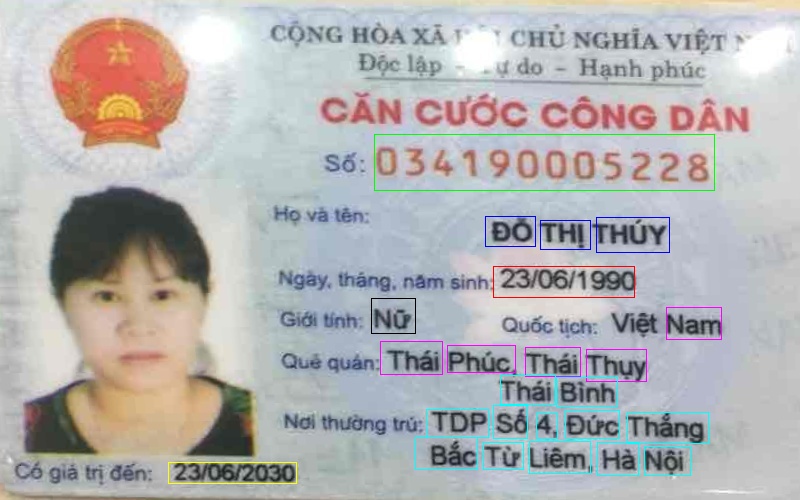 CỘNG HÒA XÃ CHỦ NGHĨA VIỆT
Độc lập - Tự do - Hạnh phúc
CĂN CƯỚC CÔNG DÂN
Số: 034190005228
Họ và tên:
ĐỖ THỊ THÚY
Ngày, tháng, năm sinh: 23/06/1990
Giới tính: Nữ Quốc tịch: Việt Nam
Quê quán: Thái Phúc, Thái Thụy
Thái Bình
Nơi thường trú: TDP Số 4, Đức Thắng
Bắc Từ Liêm, Hà Nội
Có giá trị đến: 23/06/2030